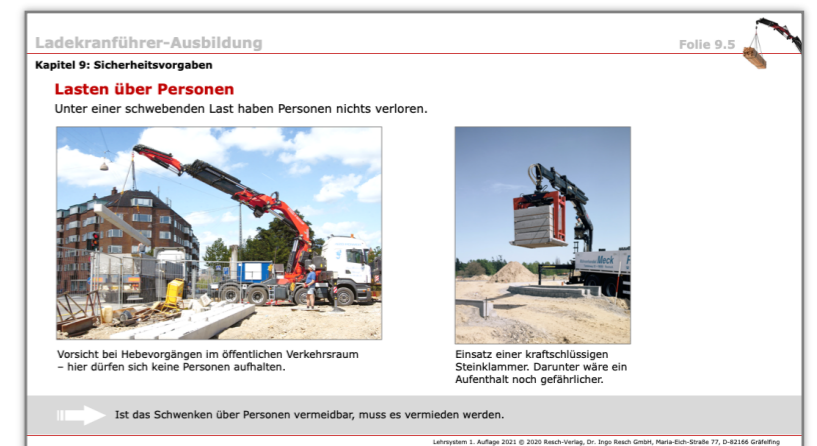 Ladekranführer-Ausbildung
Folie 9.5
Kapitel 9: Sicherheitsvorgaben
Lasten über Personen
Unter einer schwebenden Last haben Personen nichts verloren.
Meck
Vorsicht bei Hebevorgängen im öffentlichen Verkehrsraum
– hier dürfen sich keine Personen aufhalten.
Einsatz einer kraftschlüssigen
Steinklammer. Darunter wäre ein
Aufenthalt noch gefährlicher.
Ist das Schwenken über Personen vermeidbar, muss es vermieden werden.
Lehrsystem 1. Auflage 2021 © 2020 Resch-Verlag, Dr. Ingo Resch GmbH, Maria-Eich-Straße 77, D-82166 Gräfelfing